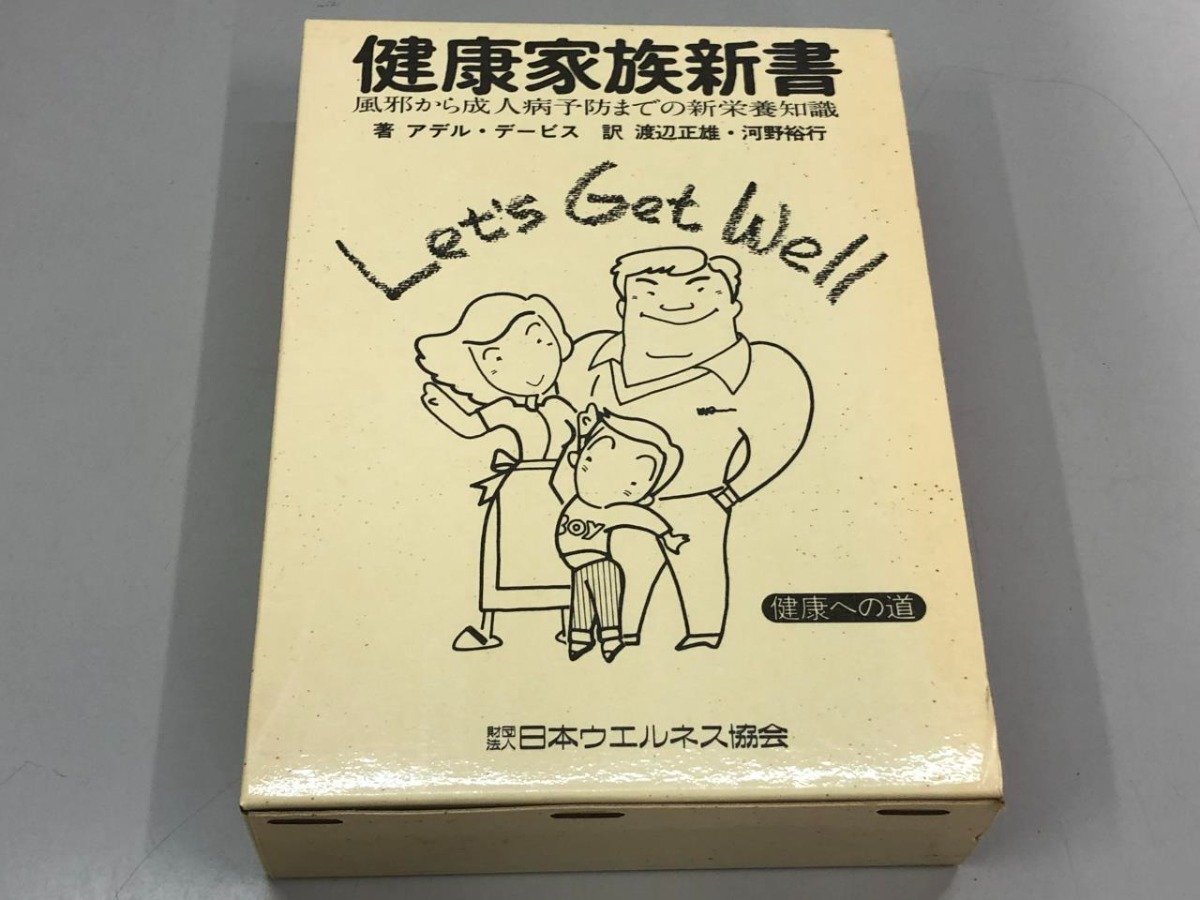 健康家族新書
風邪から成人病予防までの新栄養知識
著 アデル・デービス 訳 渡辺正雄・河野裕行
Let's Get Well
BOY
健康への道
財団法人日本ウエルネス協会